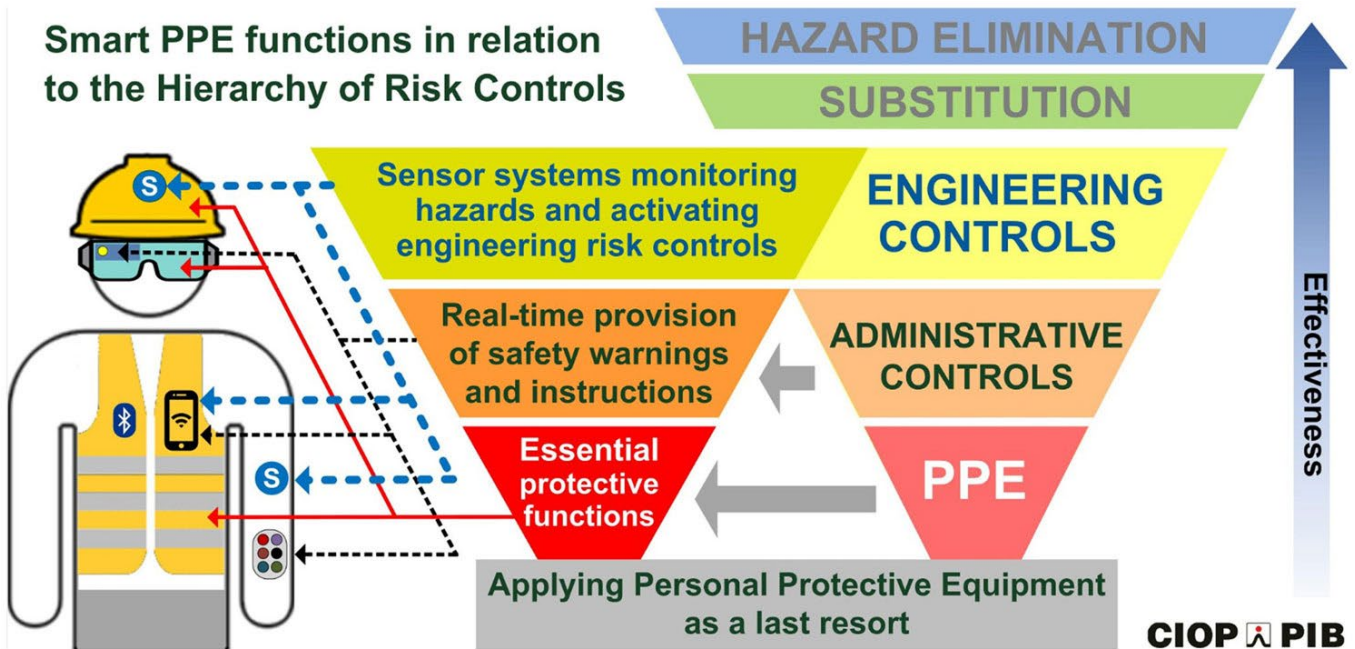 Smart PPE functions in relation
to the Hierarchy of Risk Controls
HAZARD ELIMINATION
SUBSTITUTION
Sensor systems monitoring
hazards and activating
engineering risk controls
ENGINEERING
CONTROLS
Real-time provision
of safety warnings
and instructions
ADMINISTRATIVE
CONTROLS
Essential
protective
functions
PPE
Applying Personal Protective Equipment
as a last resort
Effectiveness
S
S
CIOP PIB